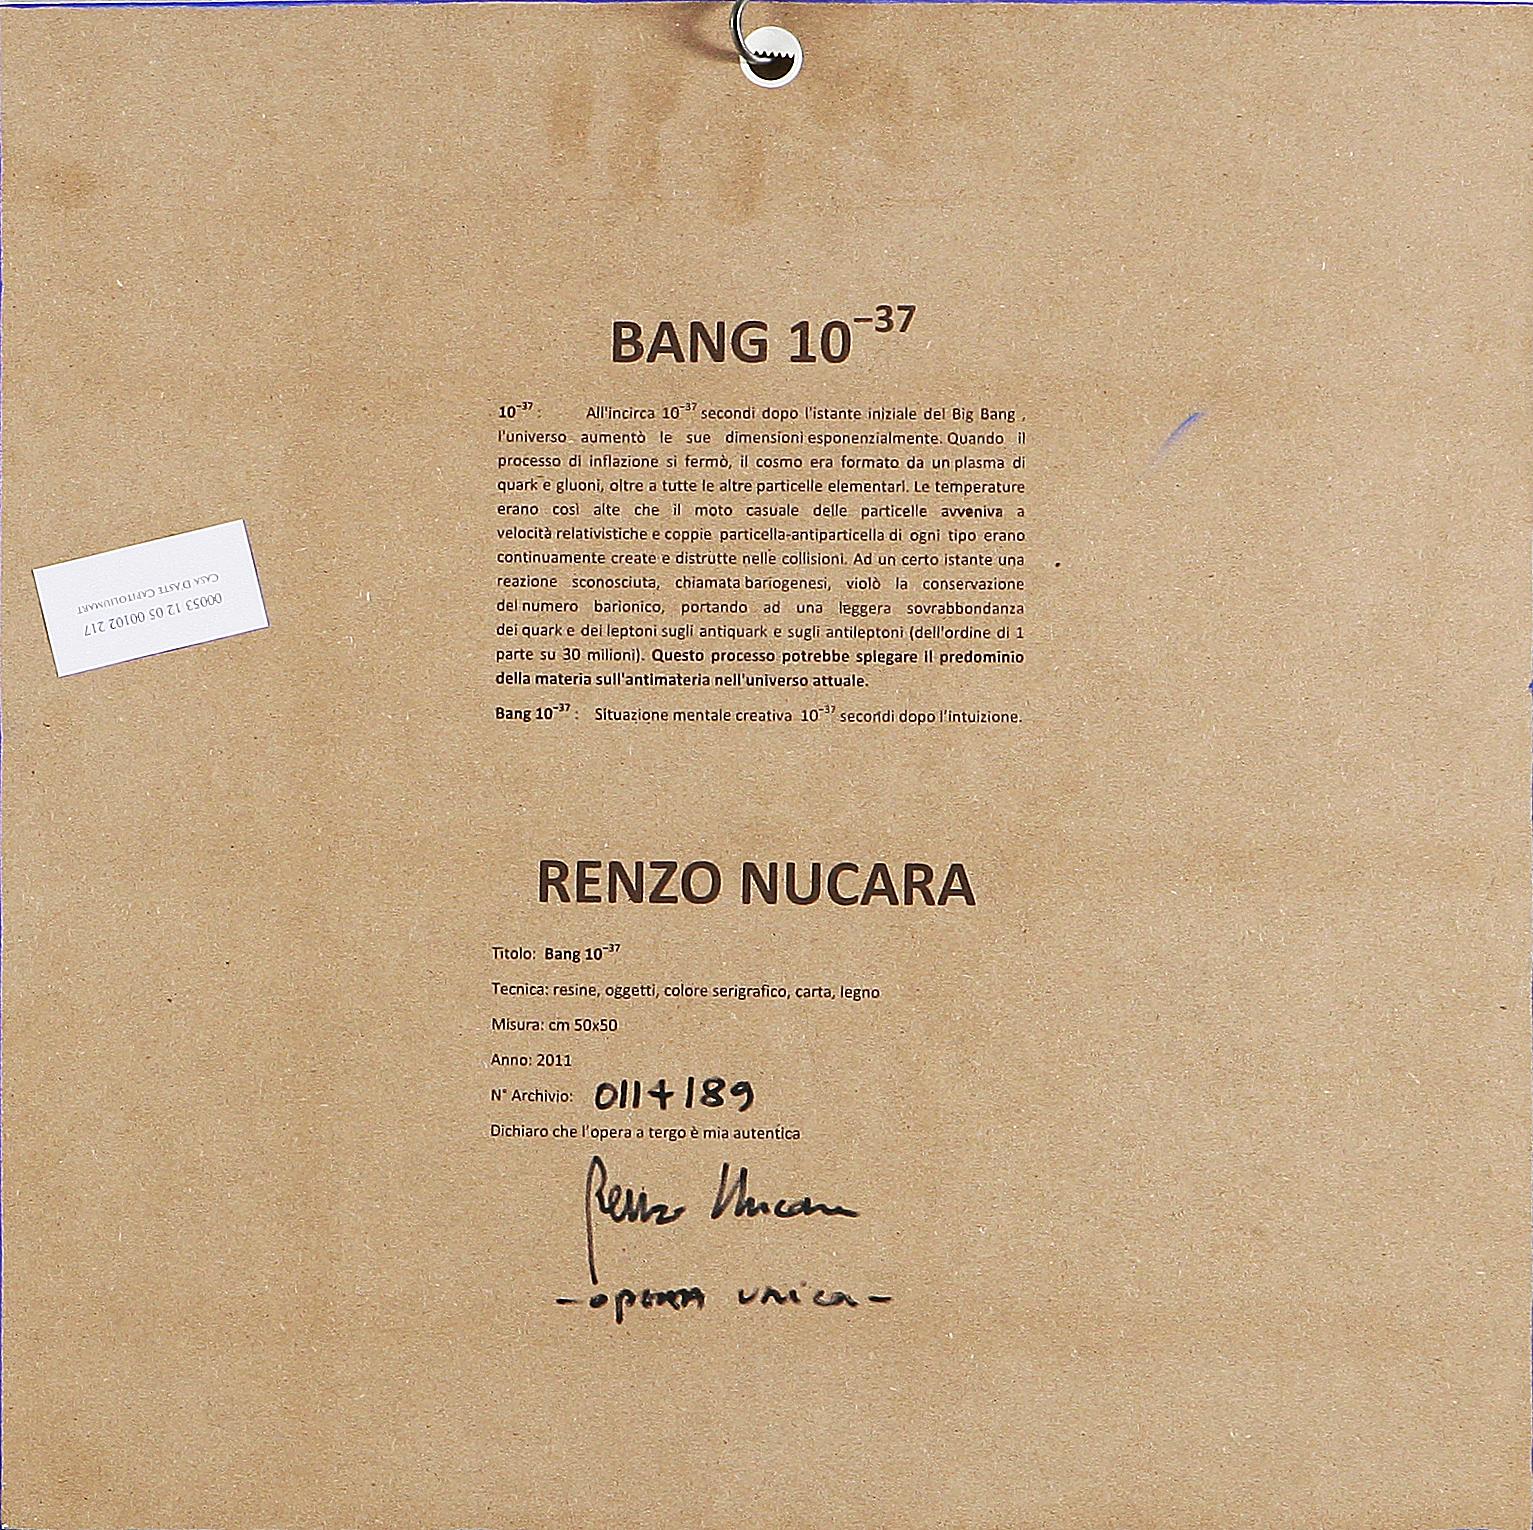 BANG 10⁻³⁷
10⁻³⁷: All'incirca 10⁻³⁷ secondi dopo l'istante iniziale del Big Bang ,
l'universo aumentò le sue dimensioni esponenzialmente. Quando il
processo di inflazione si fermò, il cosmo era formato da un plasma di
quark e gluoni, oltre a tutte le altre particelle elementari. Le temperature
erano così alte che il moto casuale delle particelle avveniva a
velocità relativistiche e coppie particella-antiparticella di ogni tipo erano
continuamente create e distrutte nelle collisioni. Ad un certo istante una
reazione sconosciuta, chiamata bariogenesi, violò la conservazione
del numero barionico, portando ad una leggera sovrabbondanza
dei quark e dei leptoni sugli antiquark e sugli antileptoni (dell'ordine di 1
parte su 30 milioni). Questo processo potrebbe spiegare il predominio
della materia sull'antimateria nell'universo attuale.
Bang 10⁻³⁷ : Situazione mentale creativa 10⁻³⁷ secondi dopo l'intuizione.
CASA D'ASTE CAPITOLIUMART
00053 12 05 00102 217
RENZO NUCARA
Titolo: Bang 10⁻³⁷
Tecnica: resine, oggetti, colore serigrafico, carta, legno
Misura: cm 50x50
Anno: 2011
N° Archivio: 011+189
Dichiaro che l'opera a tergo è mia autentica
Renzo Nucara
- opera unica -